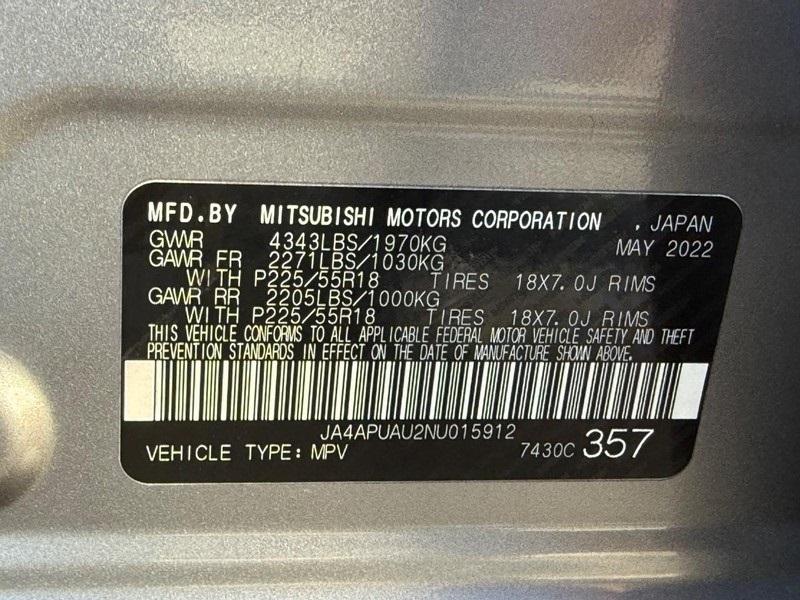 MFD.BY MITSUBISHI MOTORS CORPORATION , JAPAN
GVWR 4343LBS/1970KG MAY 2022
GAWR FR 2271LBS/1030KG
WITH P225/55R18 TIRES 18X7.0J RIMS
GAWR RR 2205LBS/1000KG
WITH P225/55R18 TIRES 18X7.0J RIMS
THIS VEHICLE CONFORMS TO ALL APPLICABLE FEDERAL MOTOR VEHICLE SAFETY AND THEFT
PREVENTION STANDARDS IN EFFECT ON THE DATE OF MANUFACTURE SHOWN ABOVE.
JA4APUAU2NU015912
VEHICLE TYPE: MPV 7430C 357